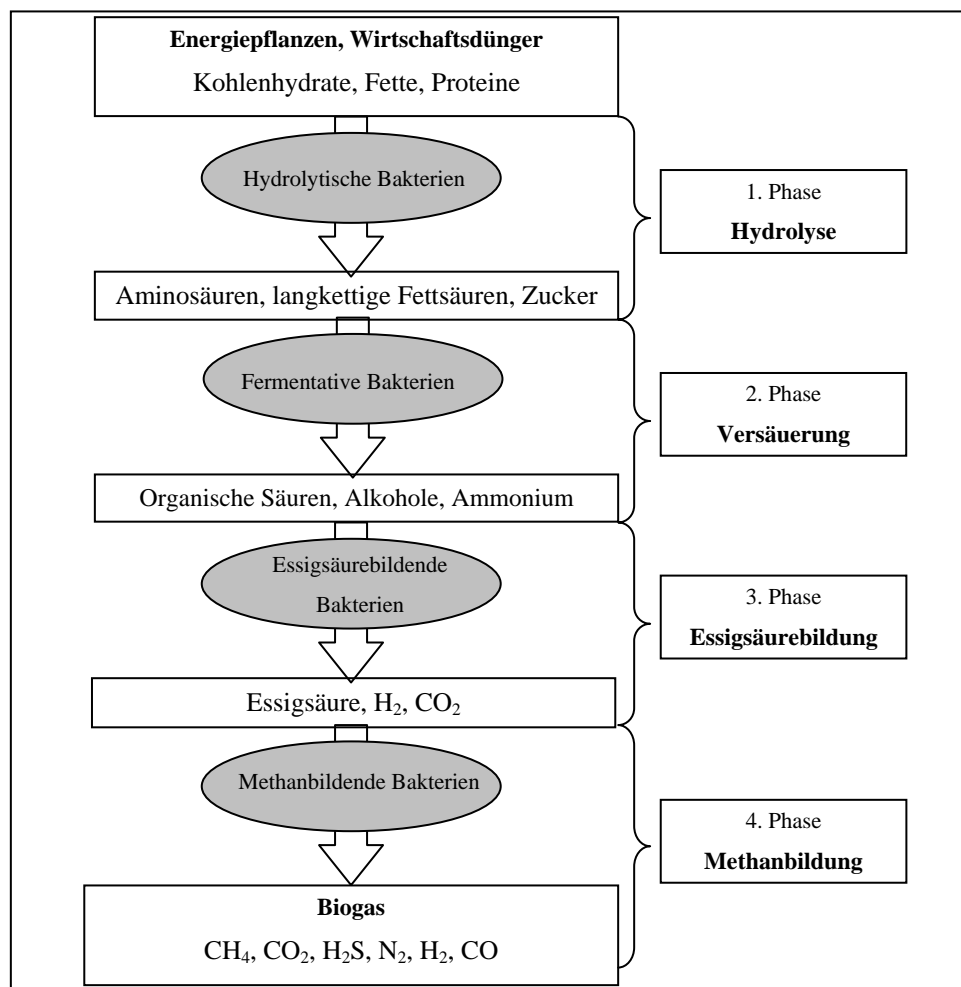 Energiepflanzen, Wirtschaftsdünger
Kohlenhydrate, Fette, Proteine
Hydrolytische Bakterien
1. Phase
Hydrolyse
Aminosäuren, langkettige Fettsäuren, Zucker
Fermentative Bakterien
2. Phase
Versäuerung
Organische Säuren, Alkohole, Ammonium
Essigsäurebildende
Bakterien
3. Phase
Essigsäurebildung
Essigsäure, H₂, CO₂
Methanbildende Bakterien
4. Phase
Methanbildung
Biogas
CH₄, CO₂, H₂S, N₂, H₂, CO